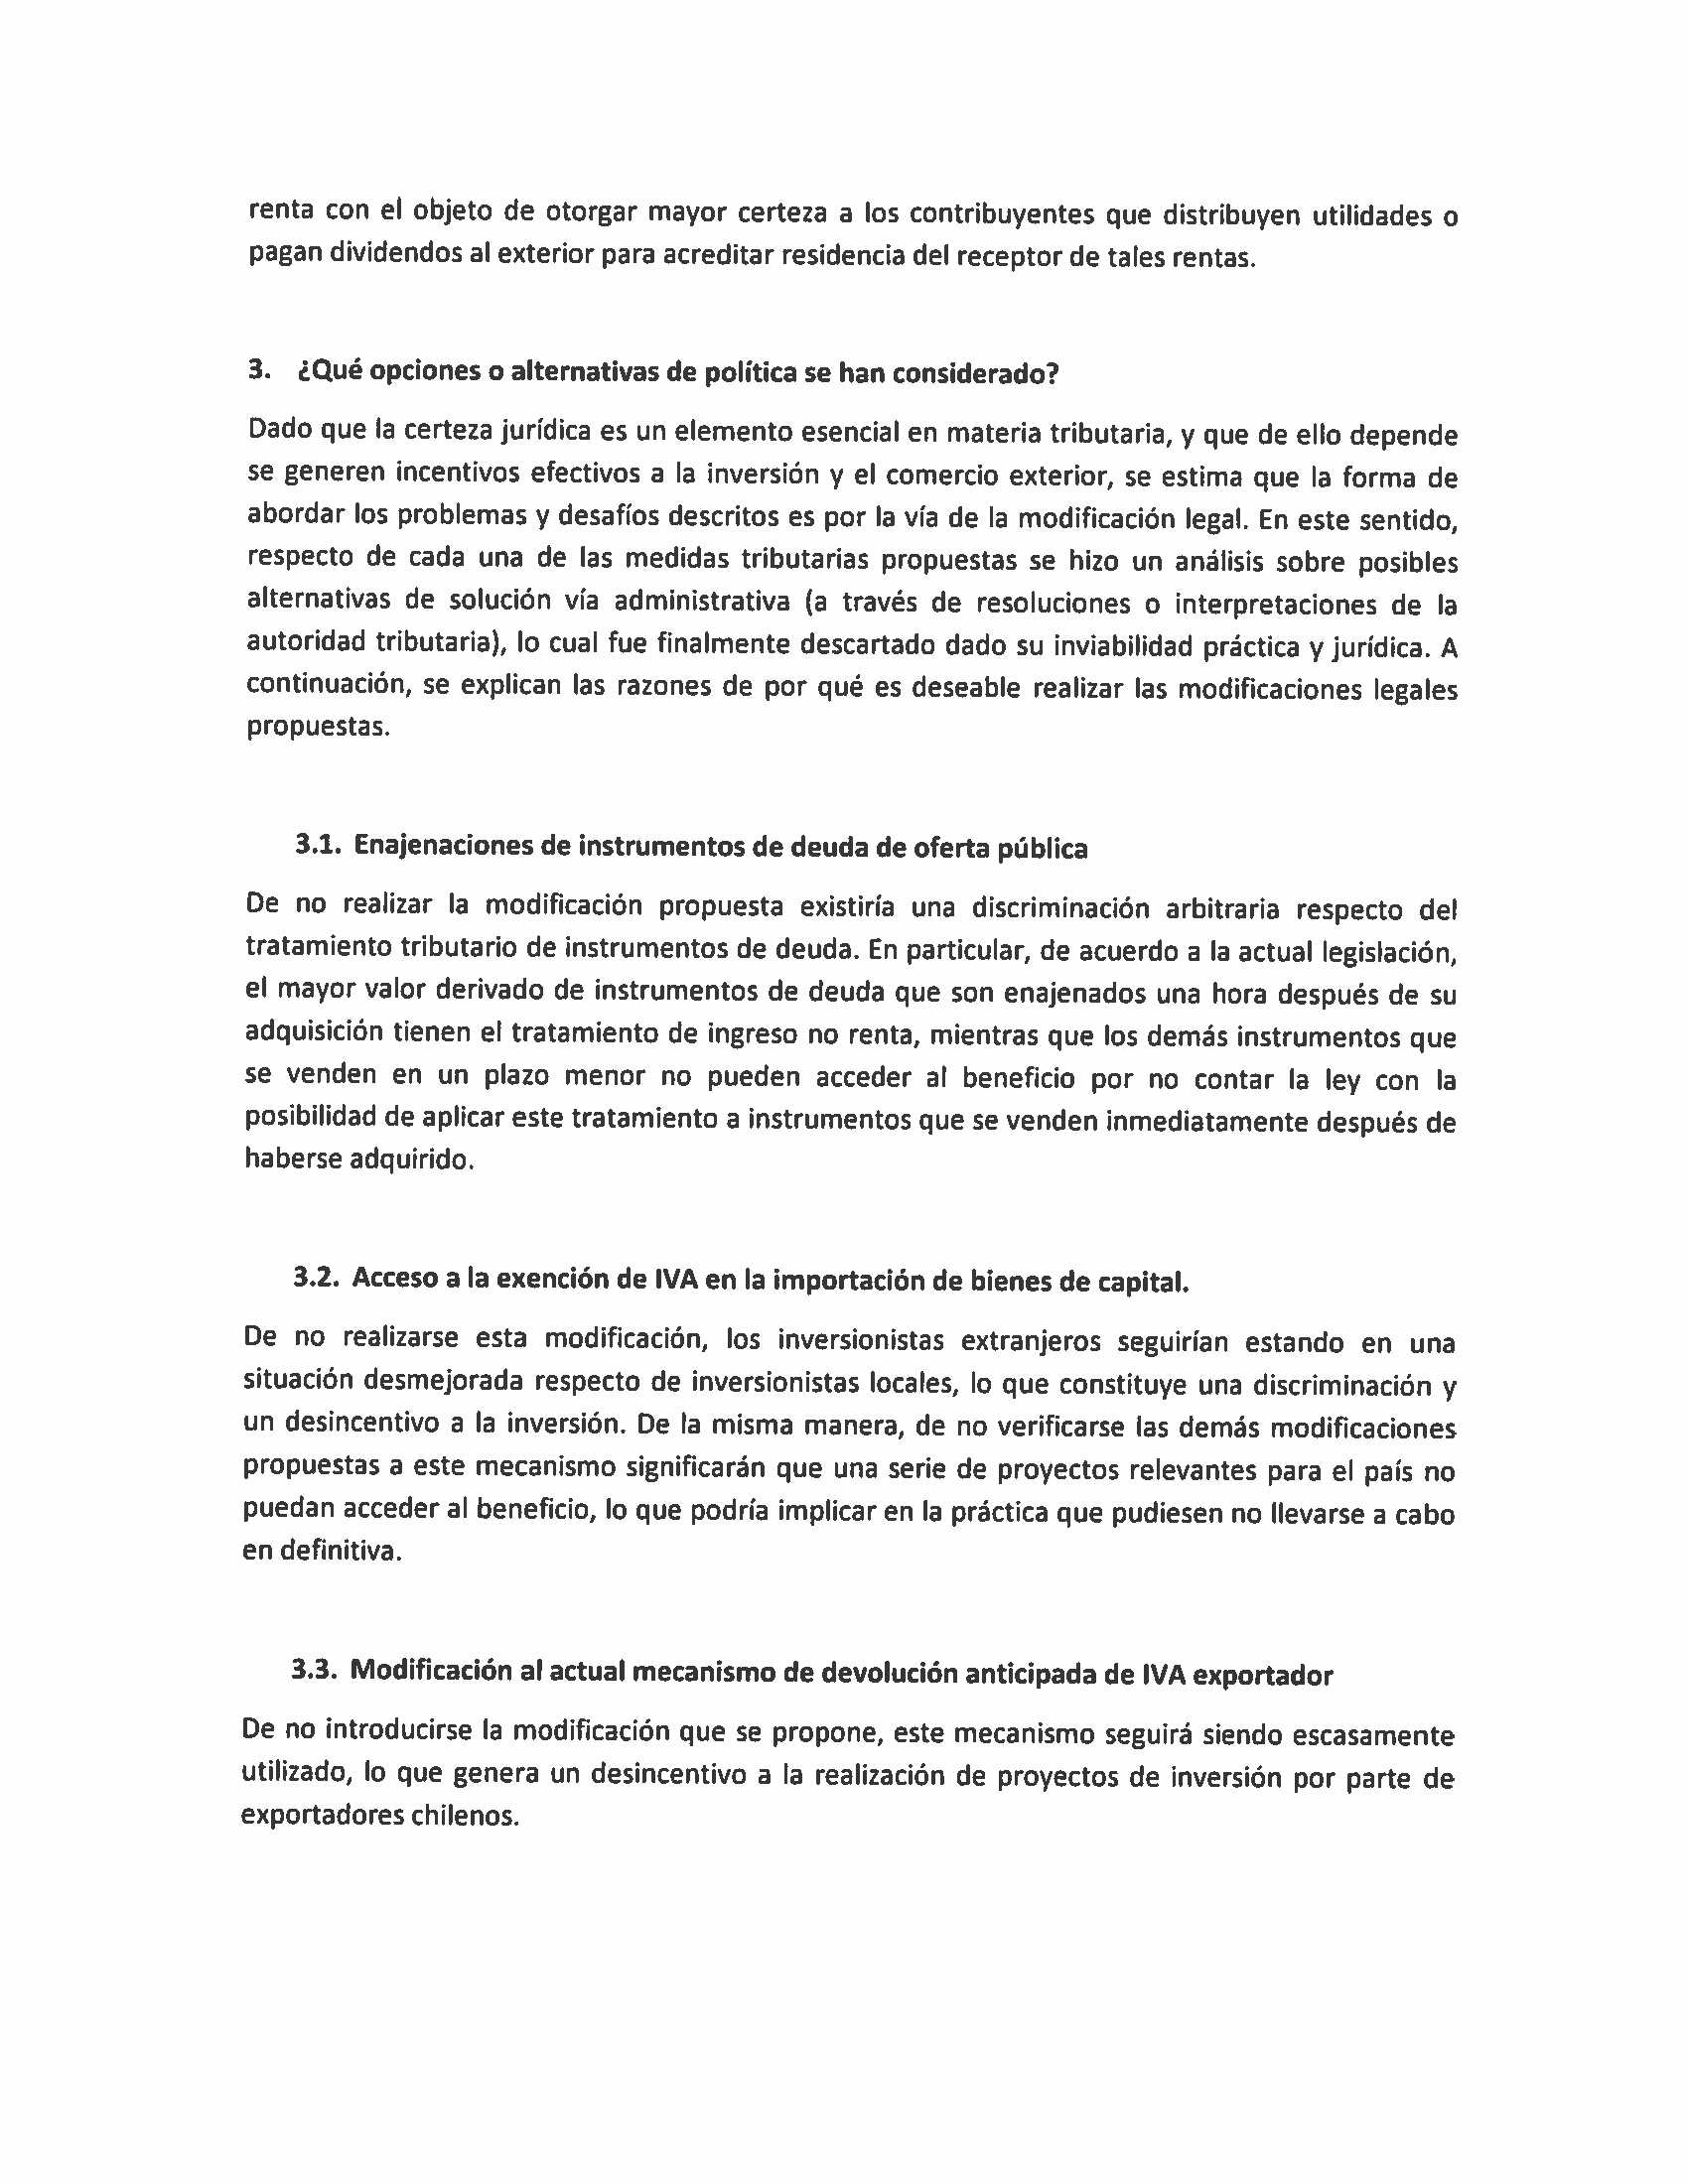 renta con el objeto de otorgar mayor certeza a los contribuyentes que distribuyen utilidades o
pagan dividendos al exterior para acreditar residencia del receptor de tales rentas.
3. ¿Qué opciones o alternativas de política se han considerado?
Dado que la certeza jurídica es un elemento esencial en materia tributaria, y que de ello depende
se generen incentivos efectivos a la inversión y el comercio exterior, se estima que la forma de
abordar los problemas y desafíos descritos es por la vía de la modificación legal. En este sentido,
respecto de cada una de las medidas tributarias propuestas se hizo un análisis sobre posibles
alternativas de solución vía administrativa (a través de resoluciones o interpretaciones de la
autoridad tributaria), lo cual fue finalmente descartado dado su inviabilidad práctica y jurídica. A
continuación, se explican las razones de por qué es deseable realizar las modificaciones legales
propuestas.
3.1. Enajenaciones de instrumentos de deuda de oferta pública
De no realizar la modificación propuesta existiría una discriminación arbitraria respecto del
tratamiento tributario de instrumentos de deuda. En particular, de acuerdo a la actual legislación,
el mayor valor derivado de instrumentos de deuda que son enajenados una hora después de su
adquisición tienen el tratamiento de ingreso no renta, mientras que los demás instrumentos que
se venden en un plazo menor no pueden acceder al beneficio por no contar la ley con la
posibilidad de aplicar este tratamiento a instrumentos que se venden inmediatamente después de
haberse adquirido.
3.2. Acceso a la exención de IVA en la importación de bienes de capital.
De no realizarse esta modificación, los inversionistas extranjeros seguirían estando en una
situación desmejorada respecto de inversionistas locales, lo que constituye una discriminación y
un desincentivo a la inversión. De la misma manera, de no verificarse las demás modificaciones
propuestas a este mecanismo significarán que una serie de proyectos relevantes para el país no
puedan acceder al beneficio, lo que podría implicar en la práctica que pudiesen no llevarse a cabo
en definitiva.
3.3. Modificación al actual mecanismo de devolución anticipada de IVA exportador
De no introducirse la modificación que se propone, este mecanismo seguirá siendo escasamente
utilizado, lo que genera un desincentivo a la realización de proyectos de inversión por parte de
exportadores chilenos.